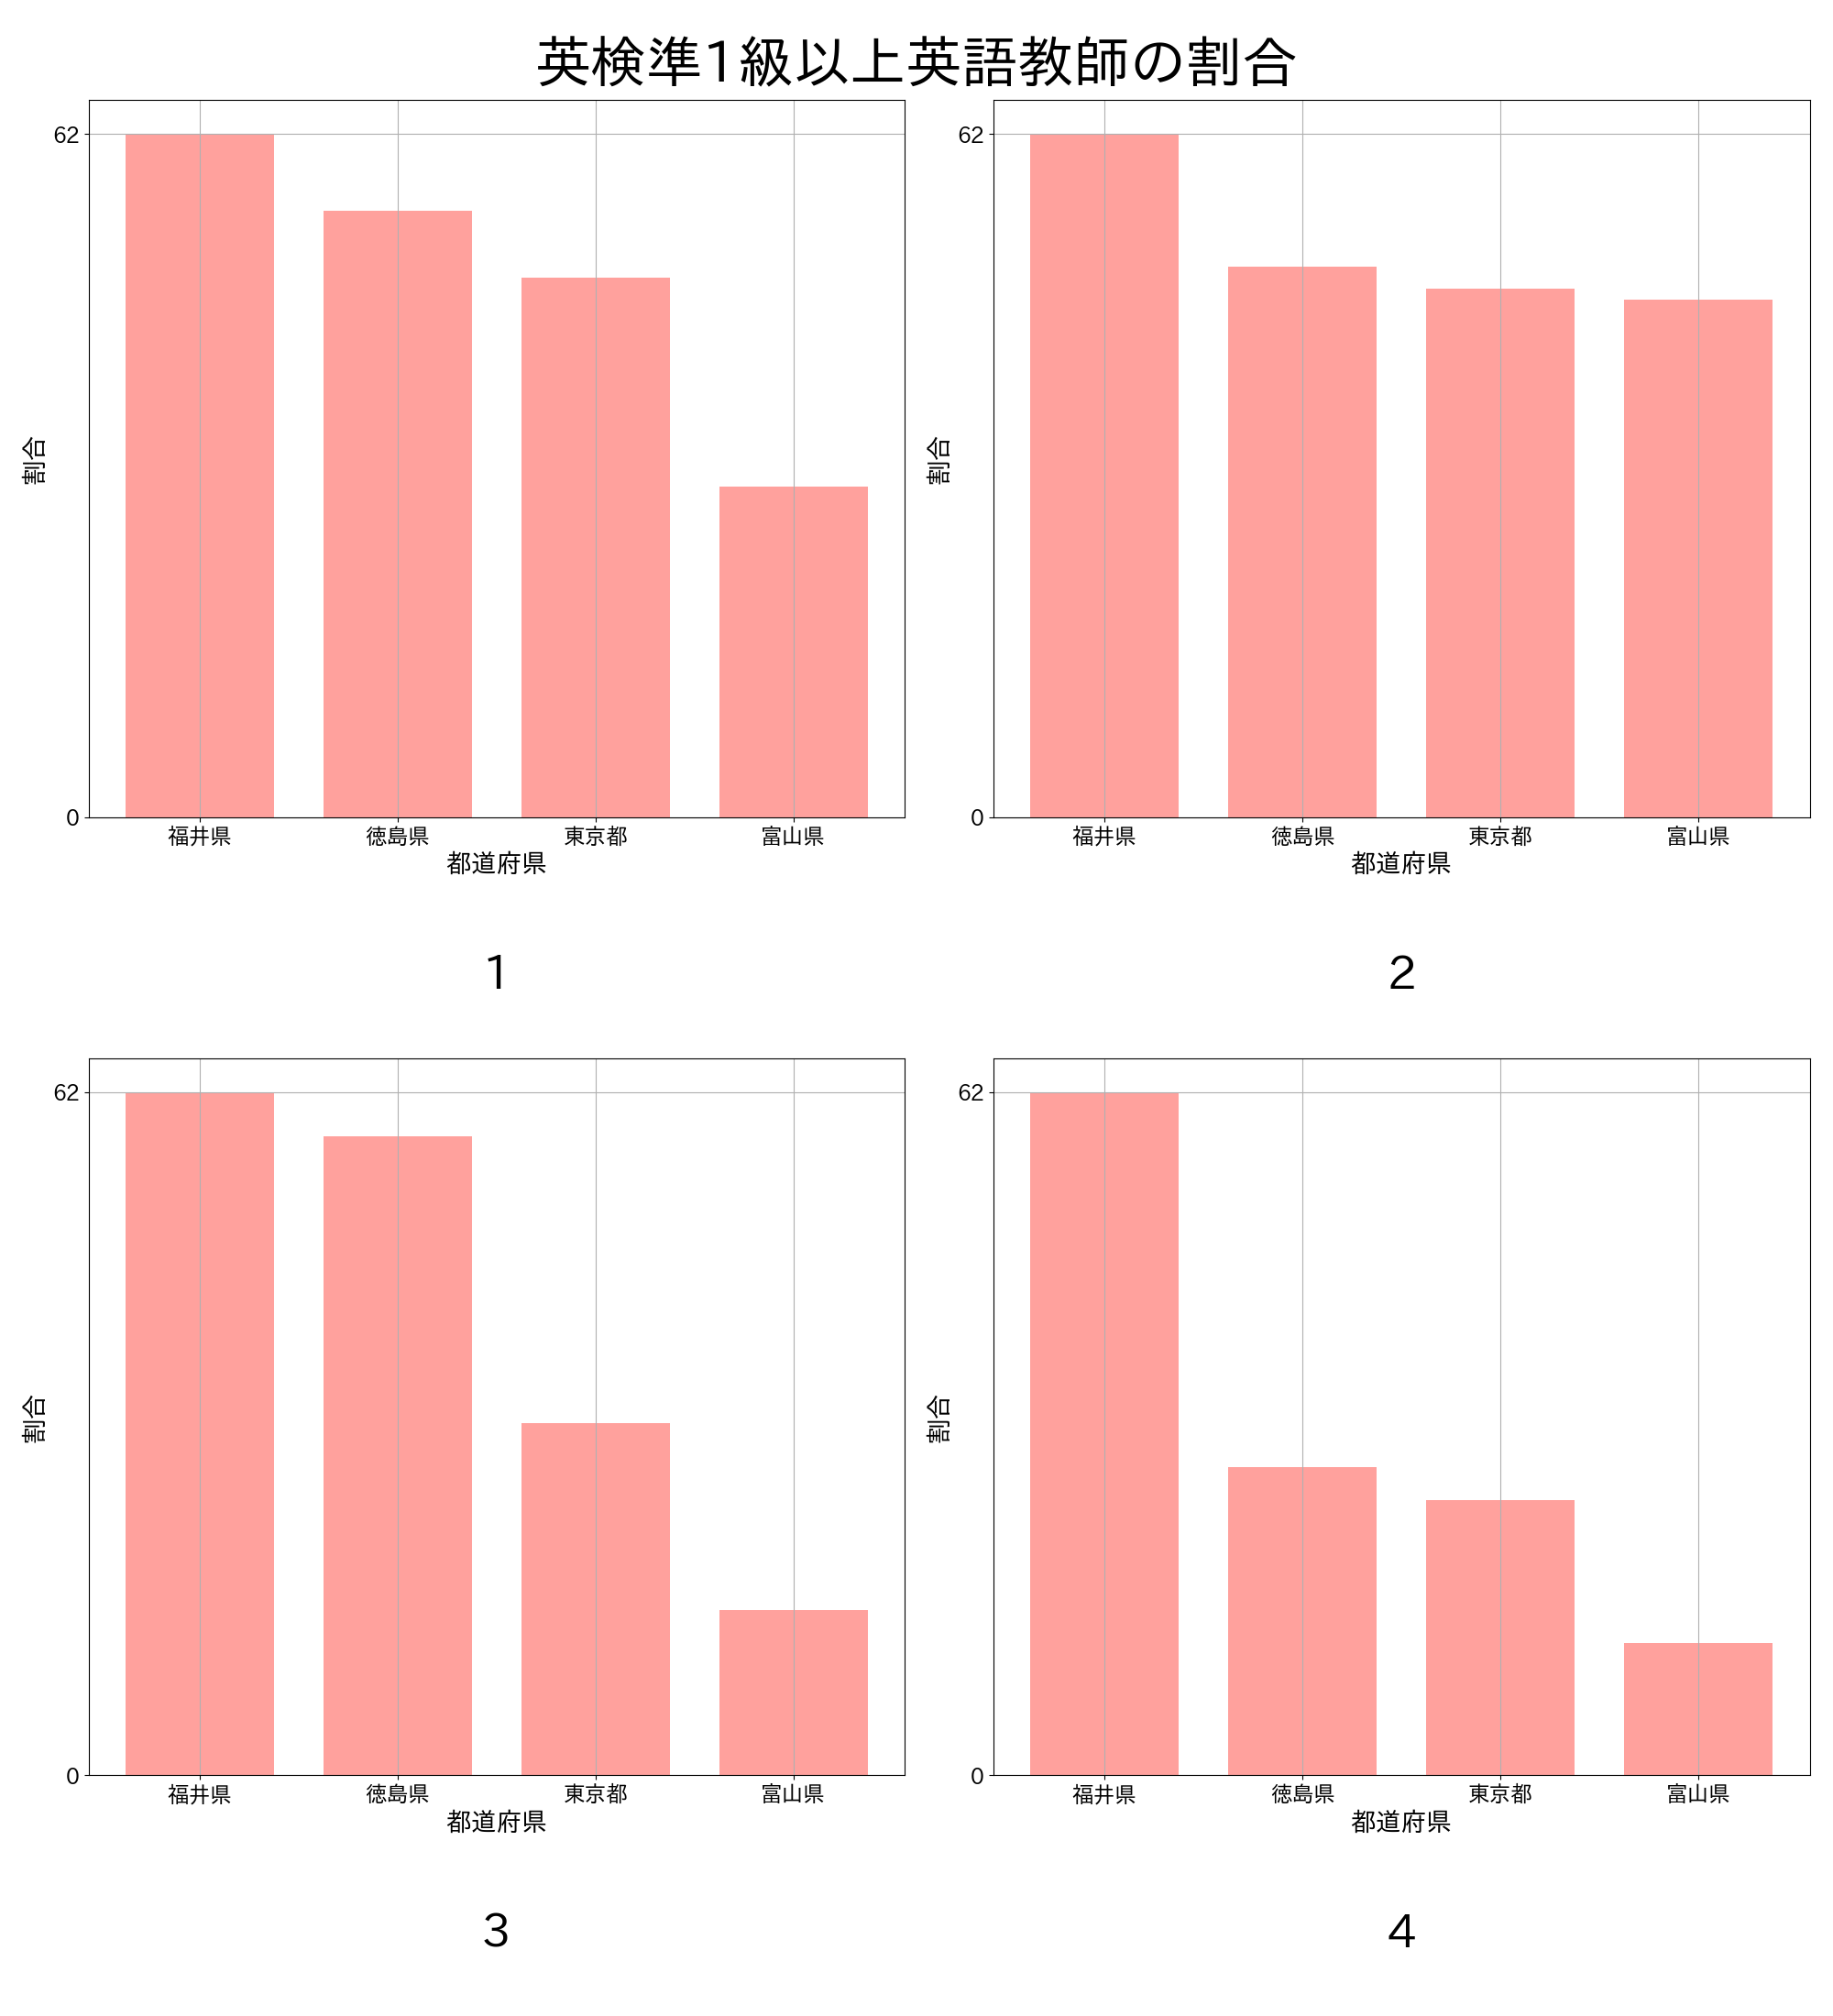 英検準1級以上英語教師の割合
62
0
割合
福井県 徳島県 東京都 富山県
都道府県
1
62
0
割合
福井県 徳島県 東京都 富山県
都道府県
2
62
0
割合
福井県 徳島県 東京都 富山県
都道府県
3
62
0
割合
福井県 徳島県 東京都 富山県
都道府県
4